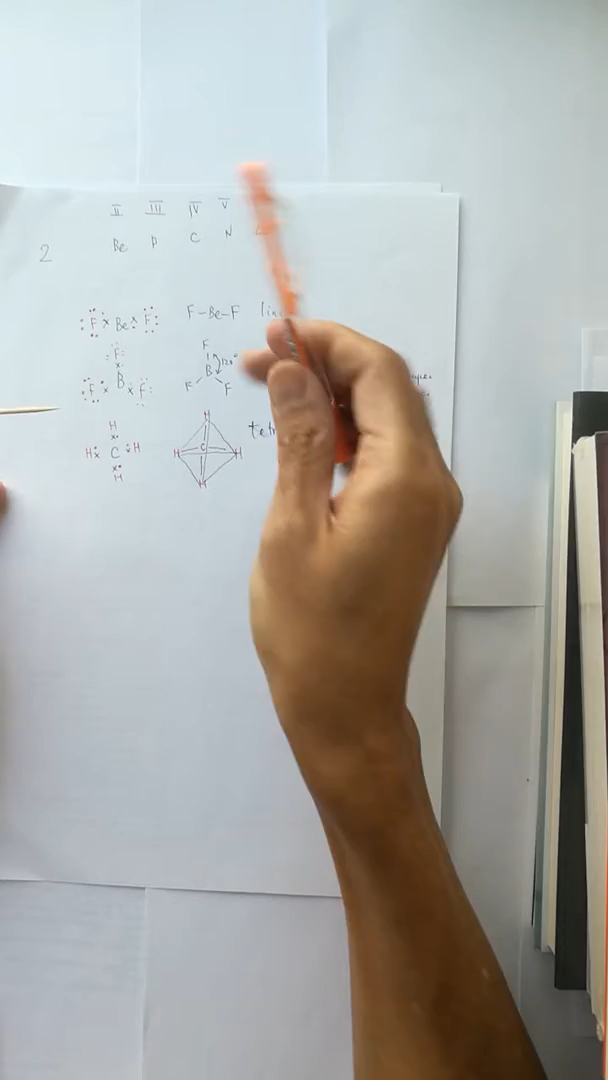 II III IV V
2 Be B C N
F × Be × F F-Be-F lin
F
F × B × F
F
B 120°
F F
H
H × C × H
H
H
H C H
H
tet